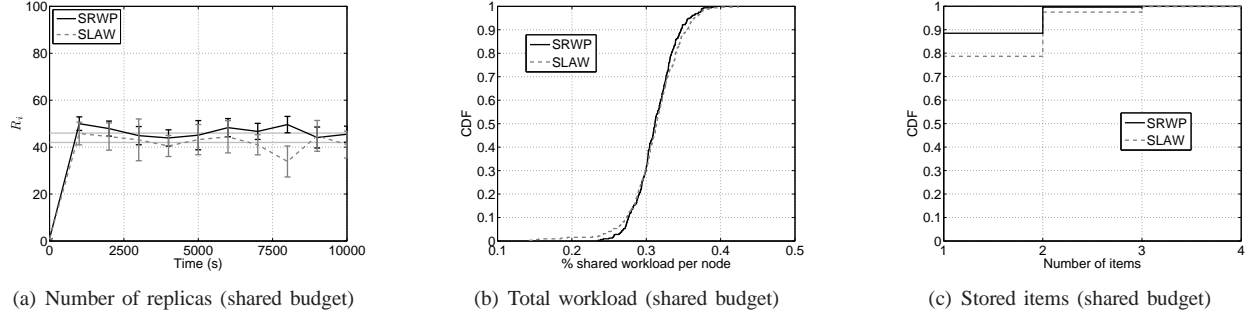 100
80
60
40
20
0
R_i
SRWP
SLAW
0 2500 5000 7500 10000
Time (s)
(a) Number of replicas (shared budget)
1
0.9
0.8
0.7
0.6
0.5
0.4
0.3
0.2
0.1
0
CDF
SRWP
SLAW
0.1 0.2 0.3 0.4 0.5
% shared workload per node
(b) Total workload (shared budget)
1
0.9
0.8
0.7
0.6
0.5
0.4
0.3
0.2
0.1
0
CDF
SRWP
SLAW
1 2 3 4
Number of items
(c) Stored items (shared budget)